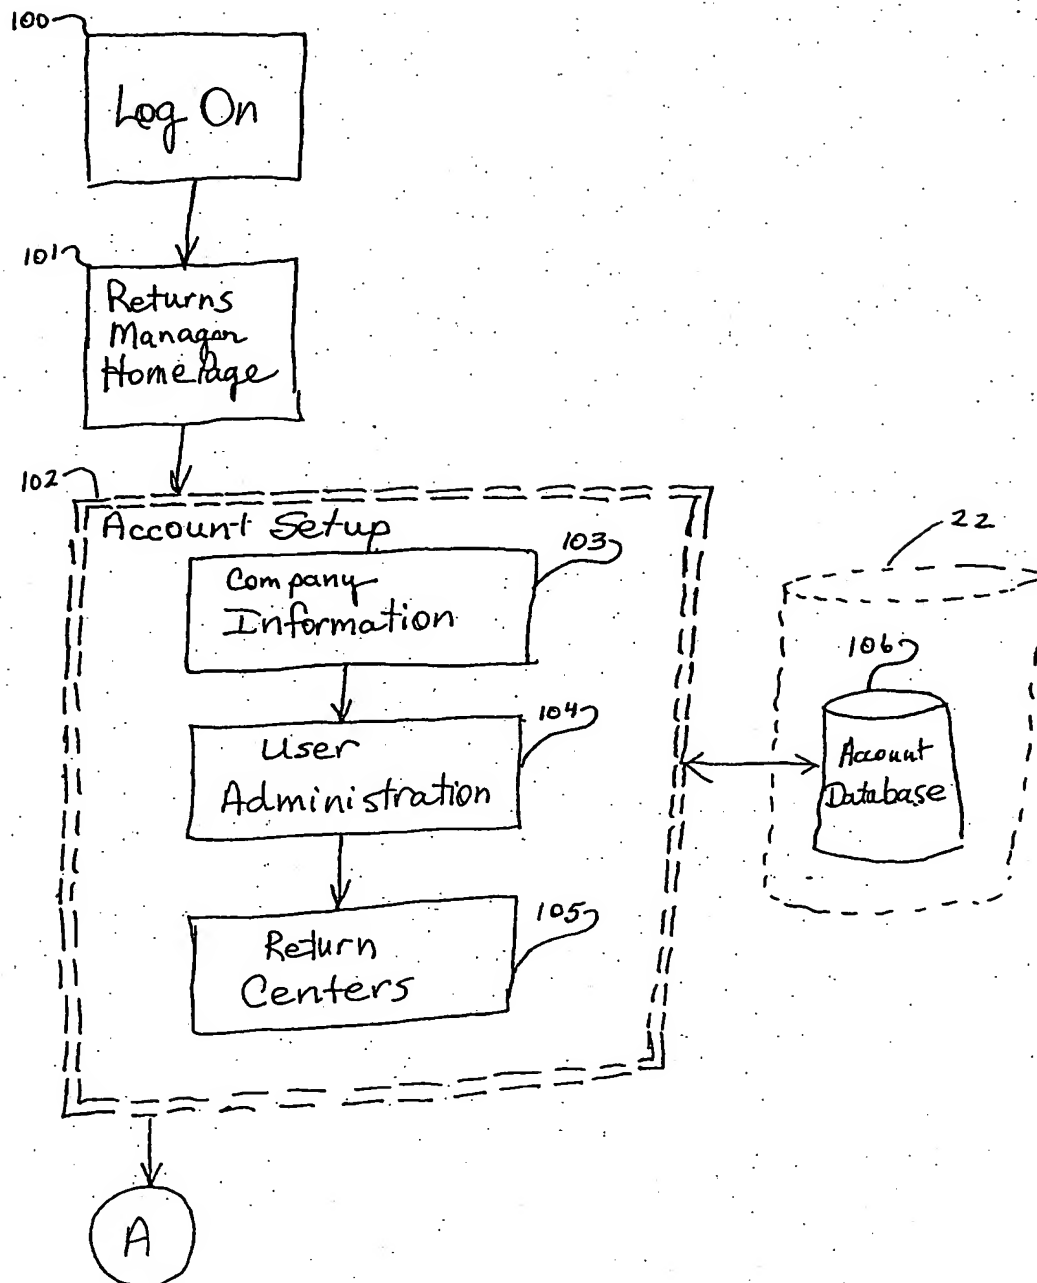 100
Log On
101
Returns
Manager
HomePage
102
Account Setup
103
Company
Information
22
106
104
User
Administration
Account
Database
105
Return
Centers
A